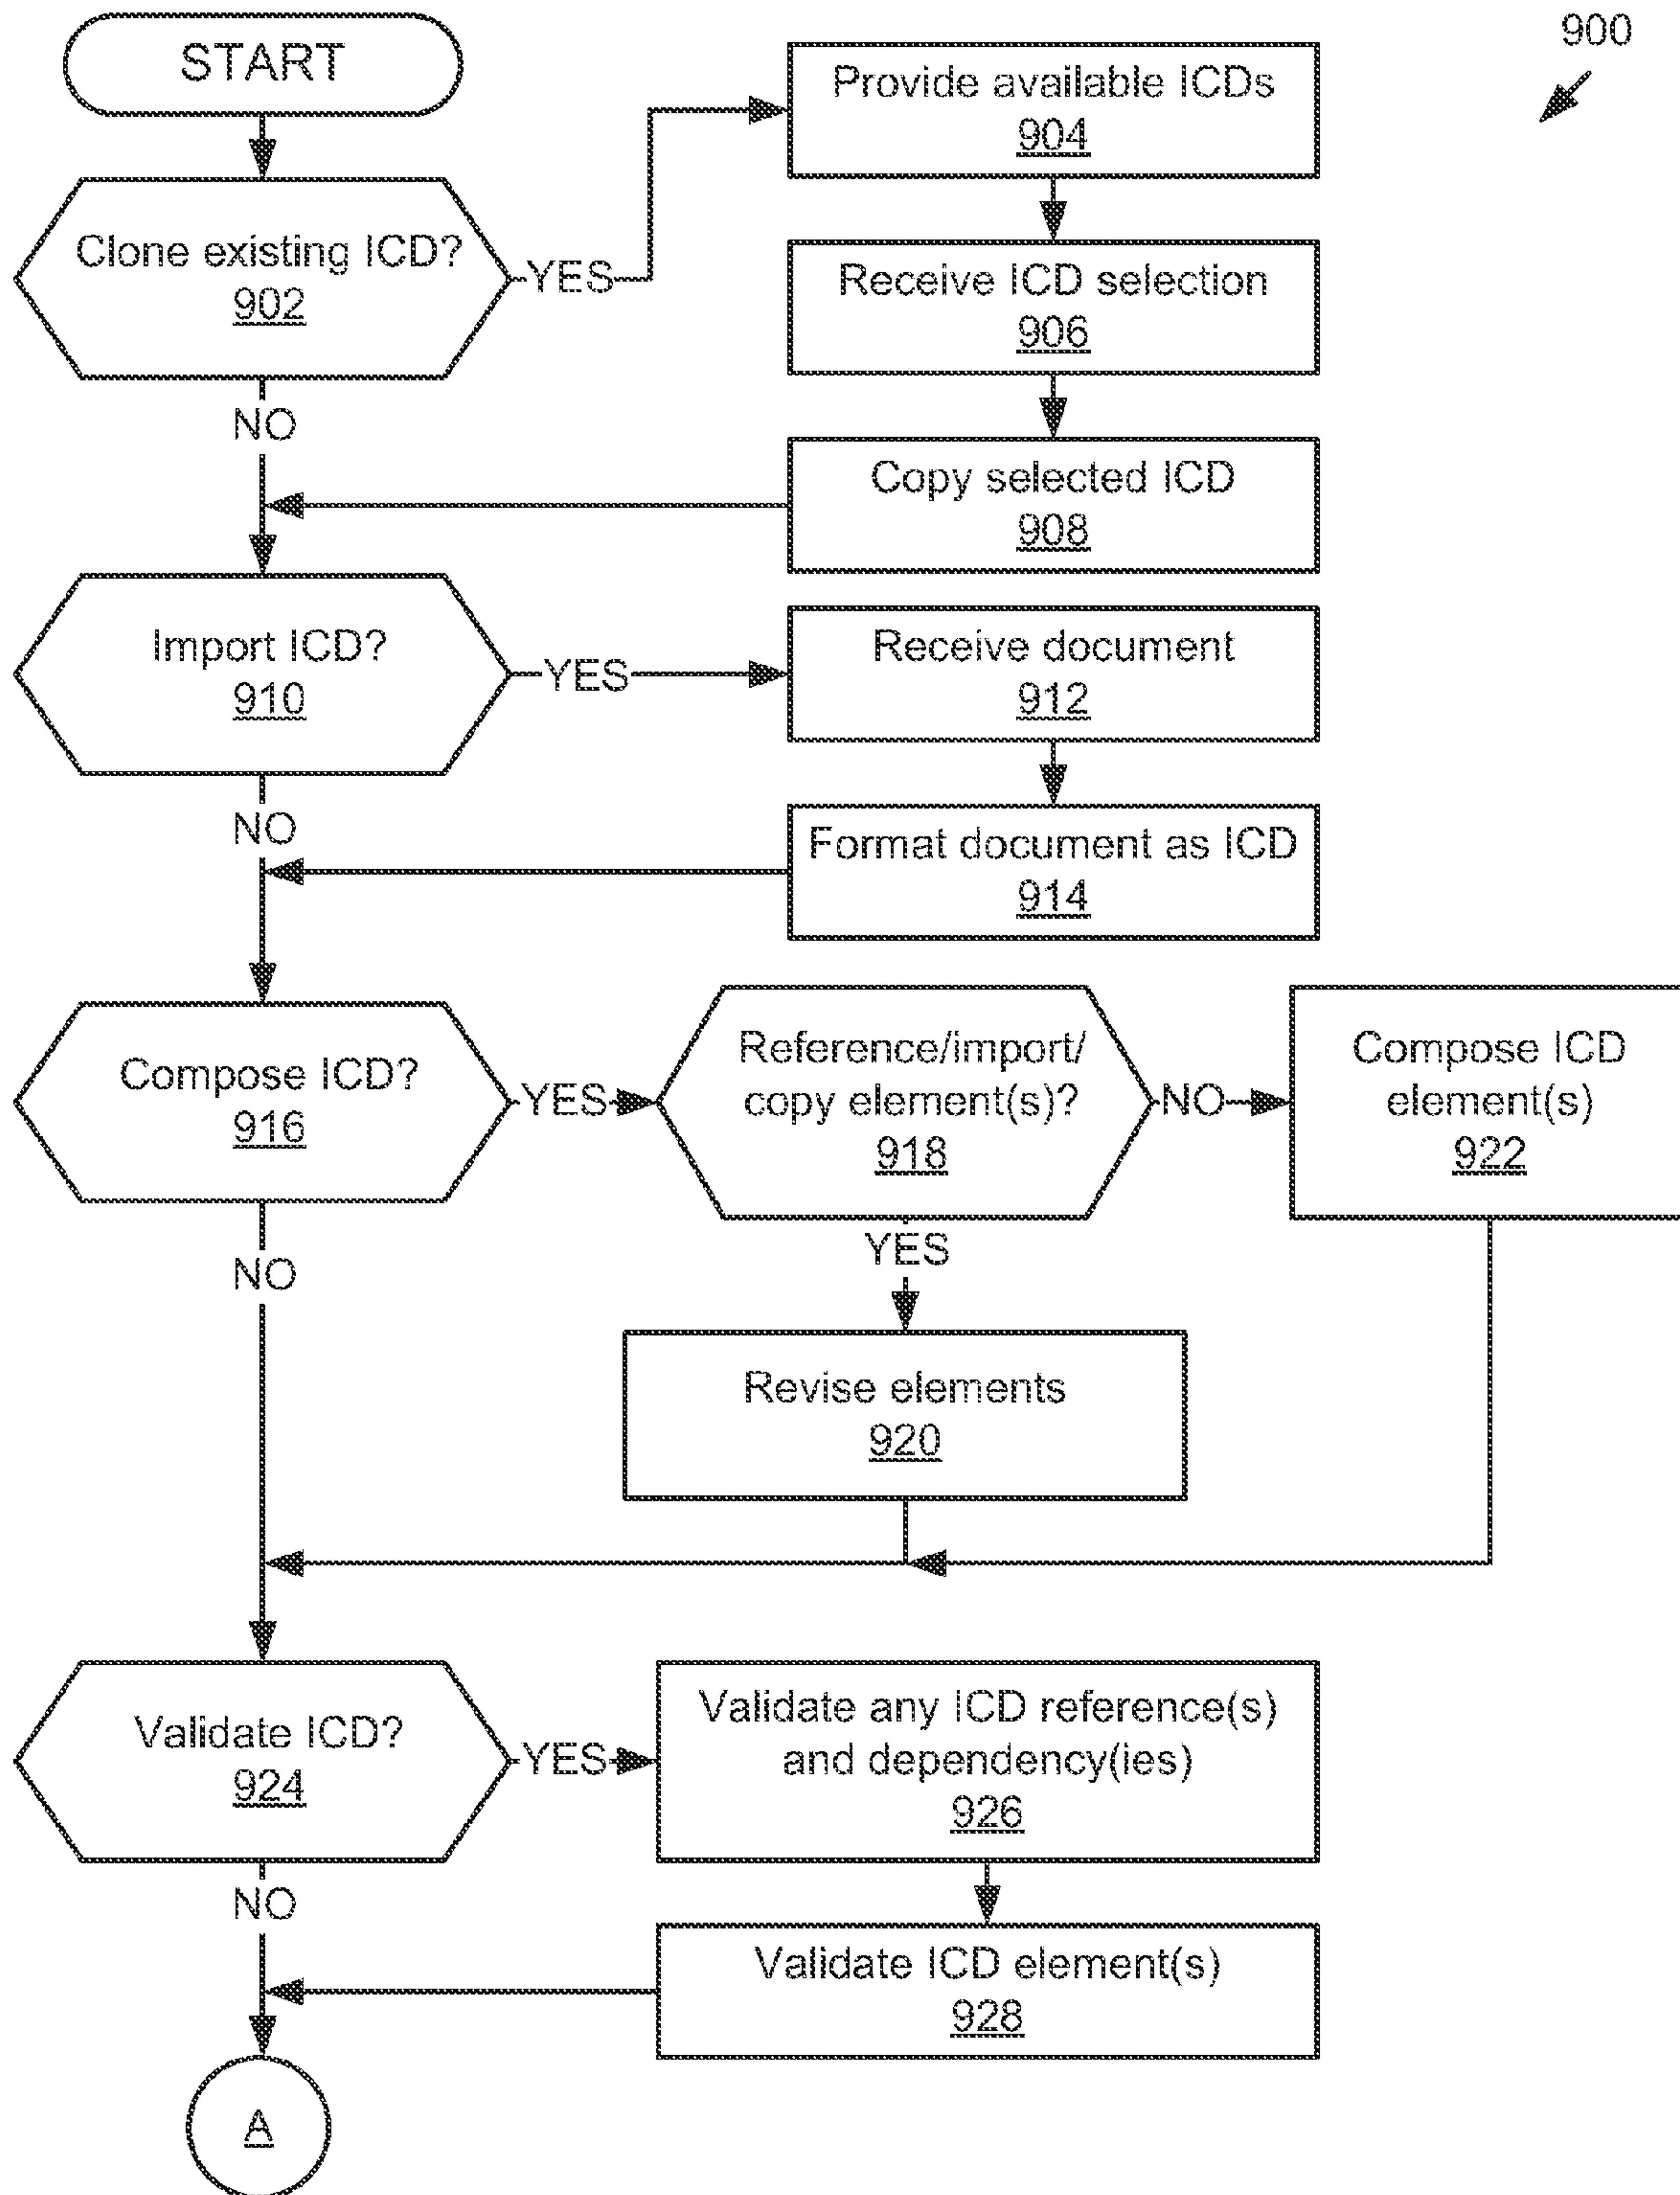 900
START
Provide available ICDs
904
Clone existing ICD?
902
YES
Receive ICD selection
906
NO
Copy selected ICD
908
Import ICD?
910
YES
Receive document
912
NO
Format document as ICD
914
Compose ICD?
916
YES
Reference/import/
copy element(s)?
918
NO
Compose ICD
element(s)
922
YES
NO
Revise elements
920
Validate ICD?
924
YES
Validate any ICD reference(s)
and dependency(ies)
926
NO
Validate ICD element(s)
928
A